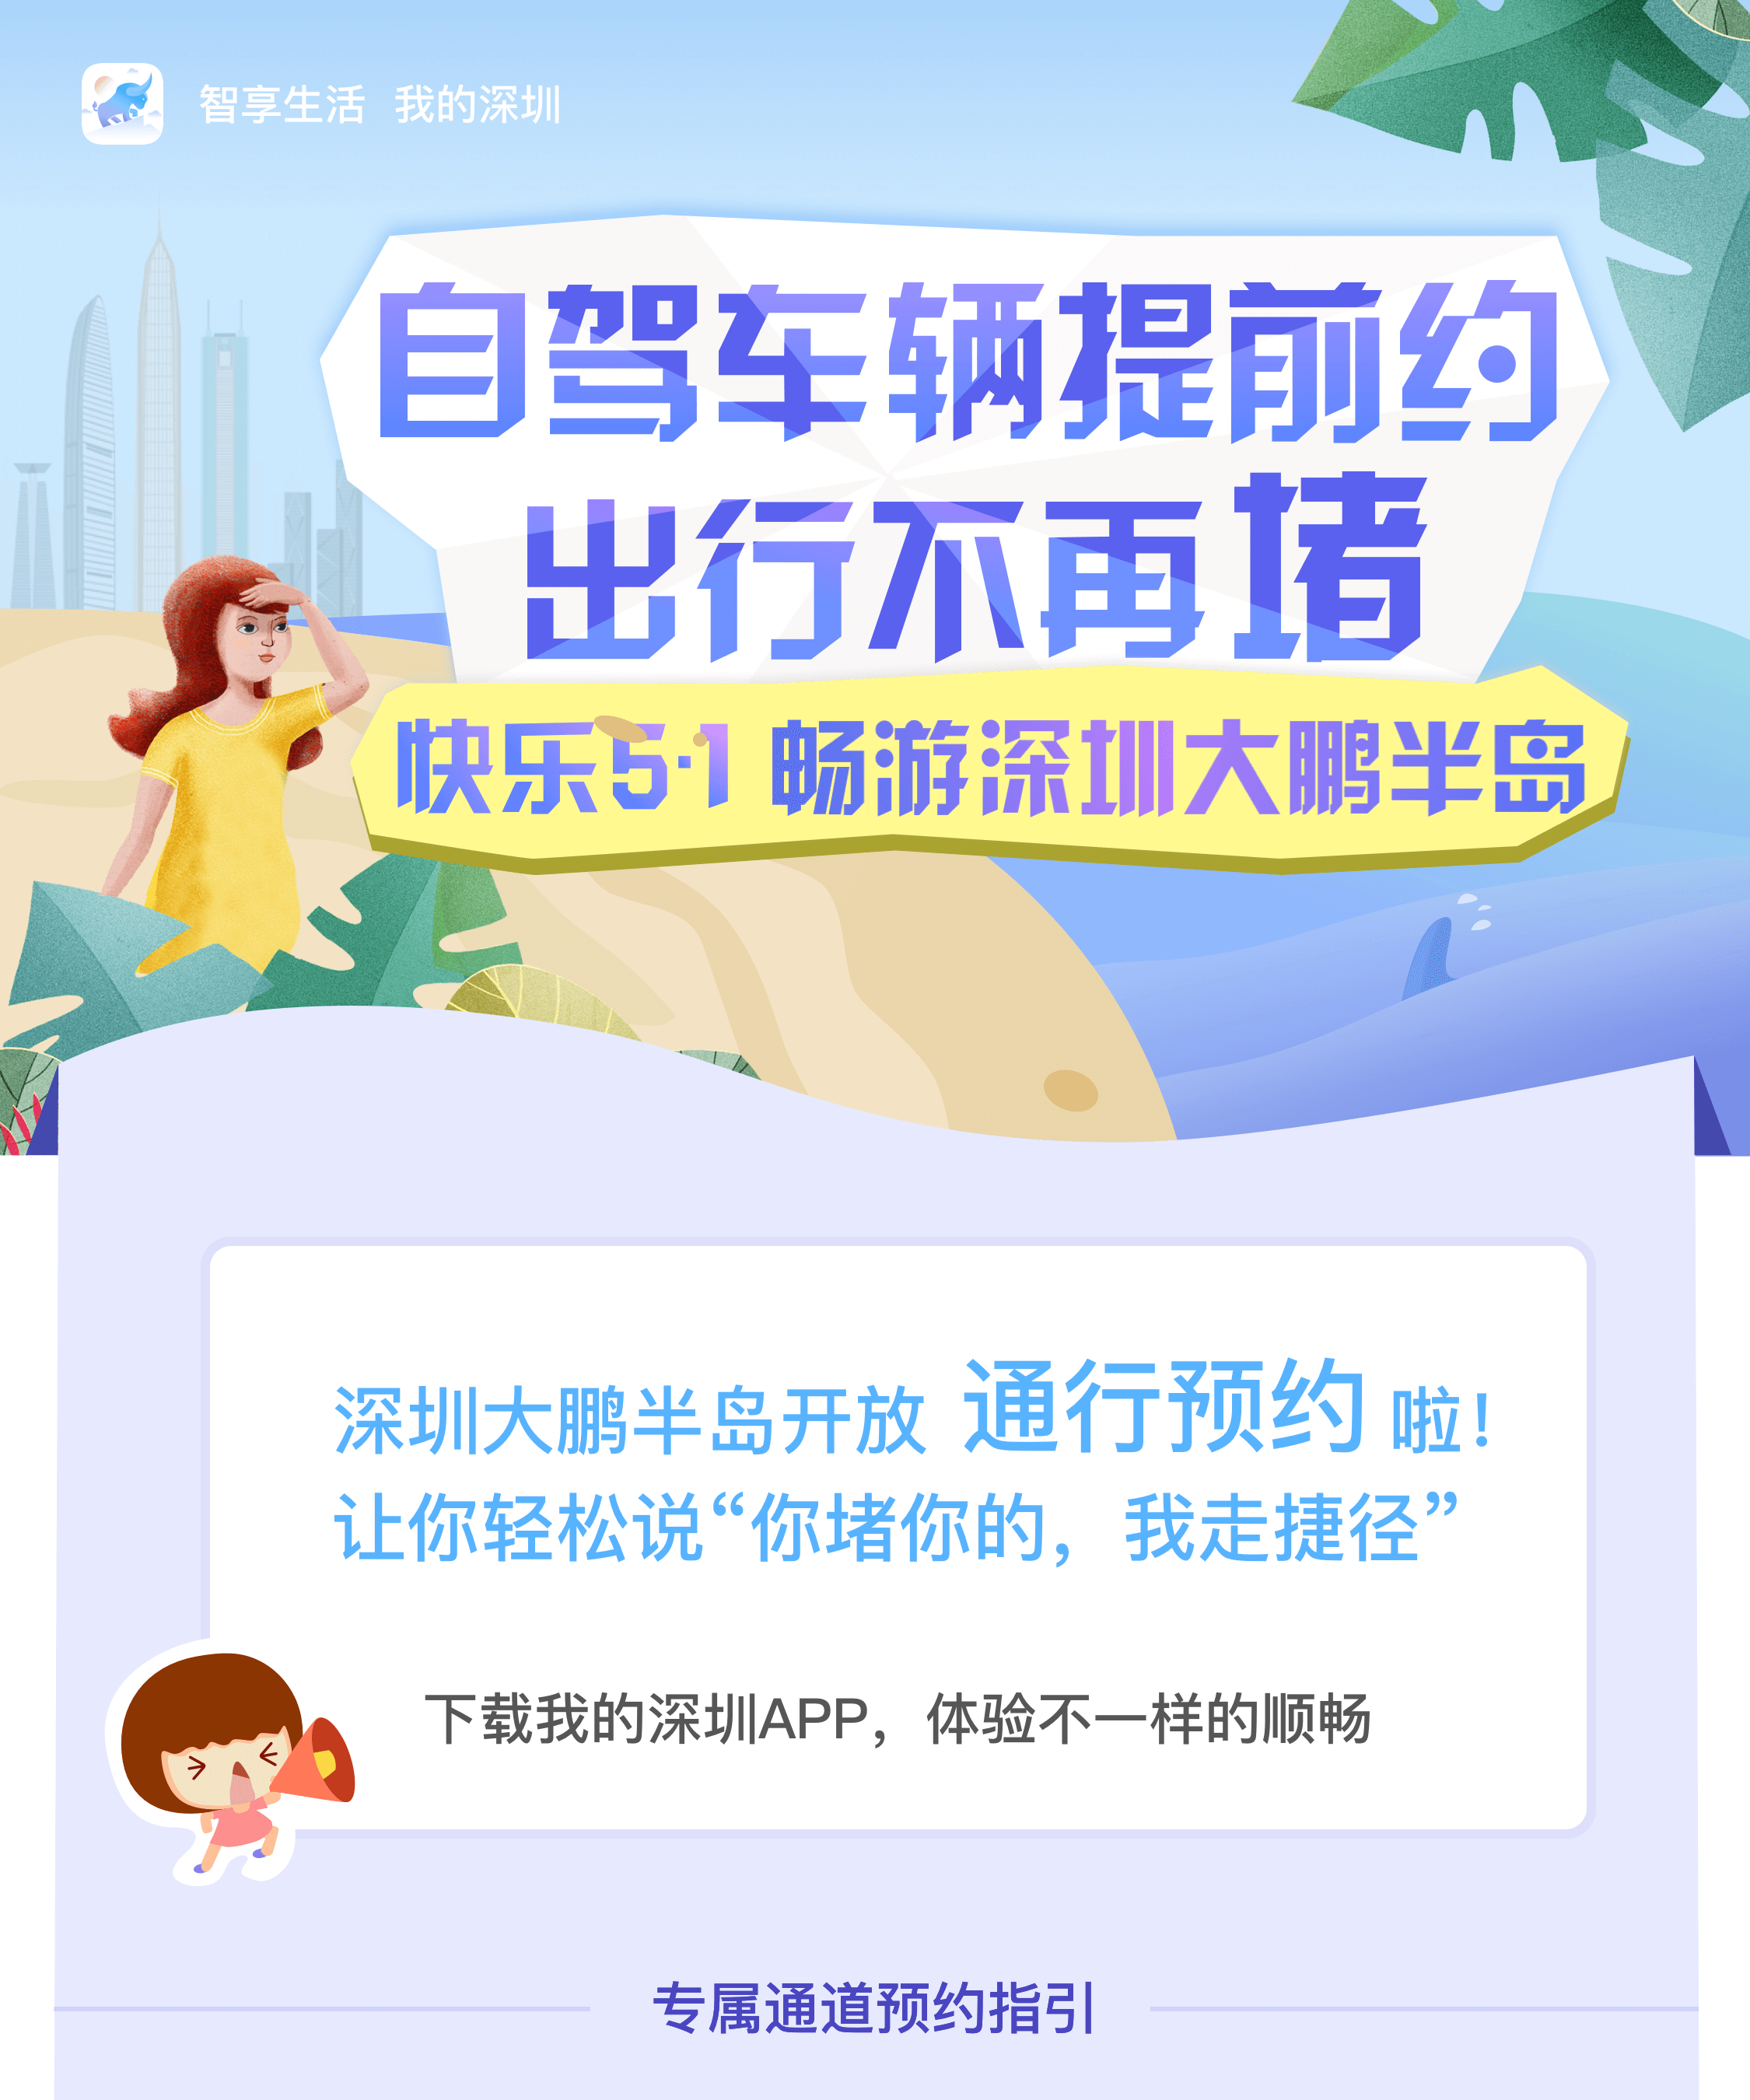 智享生活 我的深圳
自驾车辆提前约
出行不再堵
快乐5·1 畅游深圳大鹏半岛
深圳大鹏半岛开放 通行预约 啦！
让你轻松说“你堵你的，我走捷径”
下载我的深圳APP，体验不一样的顺畅
专属通道预约指引